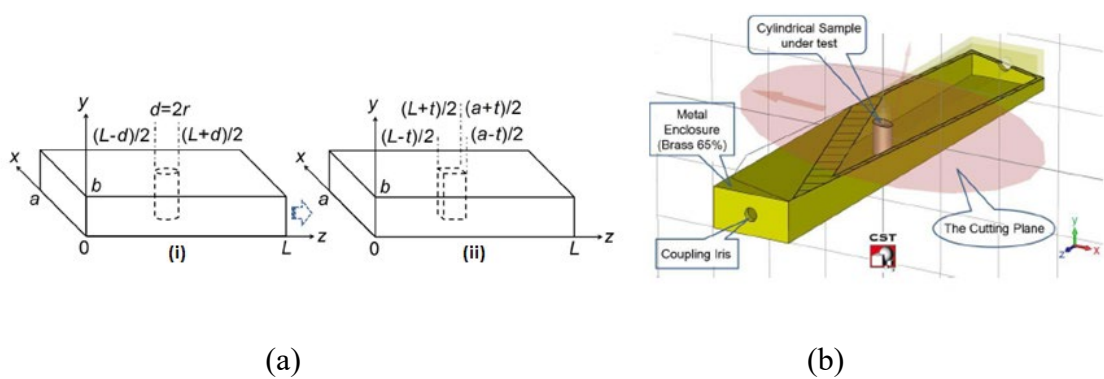 d=2r
(L-d)/2
(L+d)/2
y
x
a
b
0
L
z
(i)
(L+t)/2
(a+t)/2
(L-t)/2
(a-t)/2
y
x
a
b
0
L
z
(ii)
(a)
Cylindrical Sample
under test
Metal
Enclosure
(Brass 65%)
Coupling Iris
CST
The Cutting Plane
y
z
x
(b)